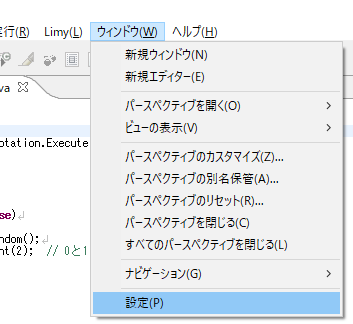 実行(R) Limy(L) ウィンドウ(W) ヘルプ(H)
新規ウィンドウ(N)
新規エディター(E)
va
パースペクティブを開く(O)
ビューの表示(V)
otation.Execute
パースペクティブのカスタマイズ(Z)...
パースペクティブの別名保管(A)...
パースペクティブのリセット(R)...
se)
パースペクティブを閉じる(C)
ndom();
すべてのパースペクティブを閉じる(L)
nt(2); // 0と1
ナビゲーション(G)
設定(P)